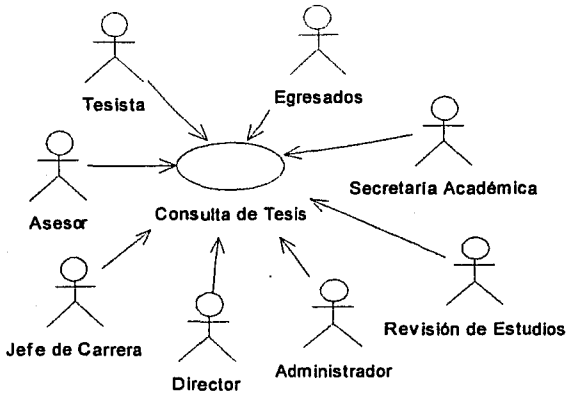 Tesista
Egresados
Secretaría Académica
Asesor
Consulta de Tesis
Revisión de Estudios
Jefe de Carrera
Administrador
Director